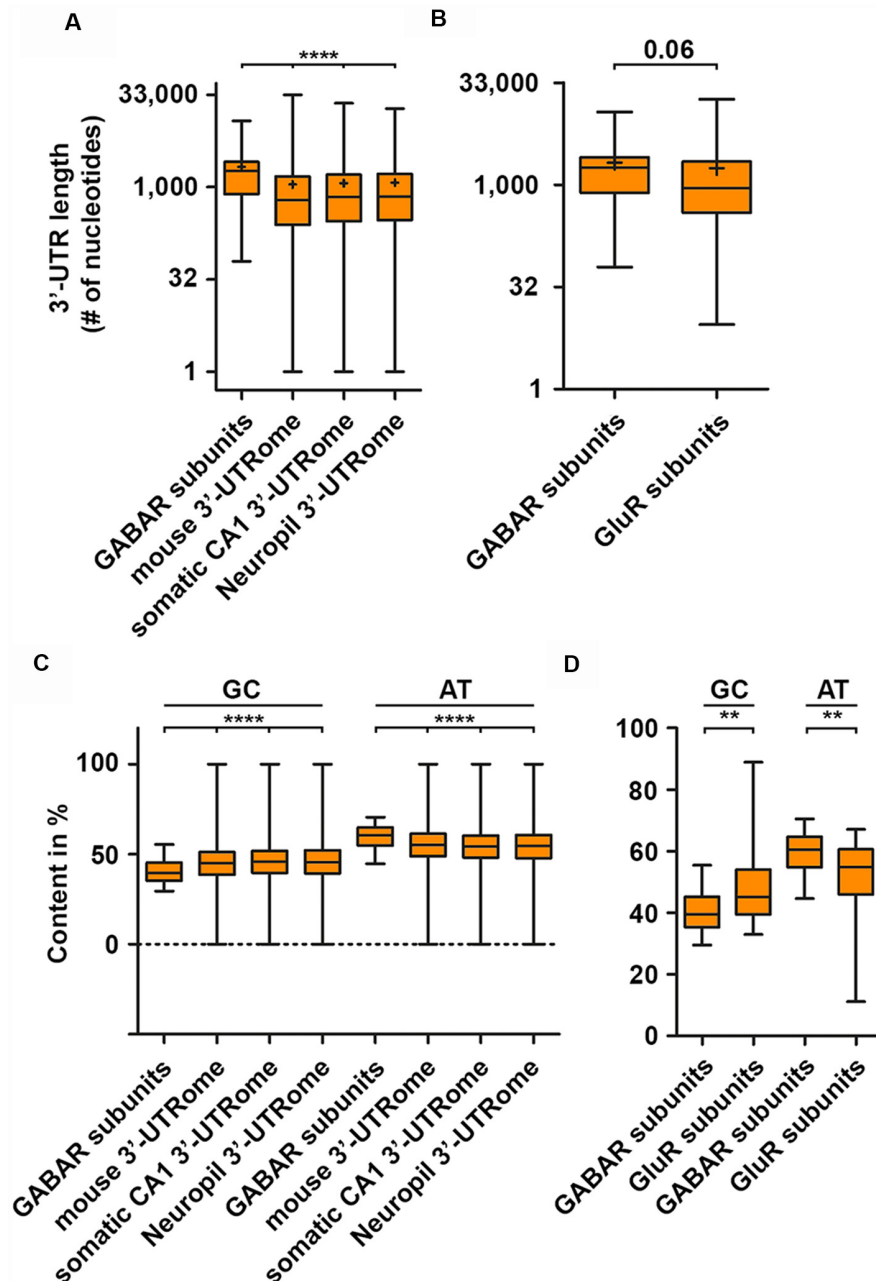 A
****
33,000
1,000
32
1
3’-UTR length
(# of nucleotides)
GABAR subunits
mouse 3’-UTRome
somatic CA1 3’-UTRome
Neuropil 3’-UTRome
B
0.06
33,000
1,000
32
1
GABAR subunits
GluR subunits
C
GC
AT
****
****
100
50
0
Content in %
GABAR subunits
mouse 3’-UTRome
somatic CA1 3’-UTRome
Neuropil 3’-UTRome
GABAR subunits
mouse 3’-UTRome
somatic CA1 3’-UTRome
Neuropil 3’-UTRome
D
GC
AT
**
**
100
80
60
40
20
0
GABAR subunits
GluR subunits
GABAR subunits
GluR subunits